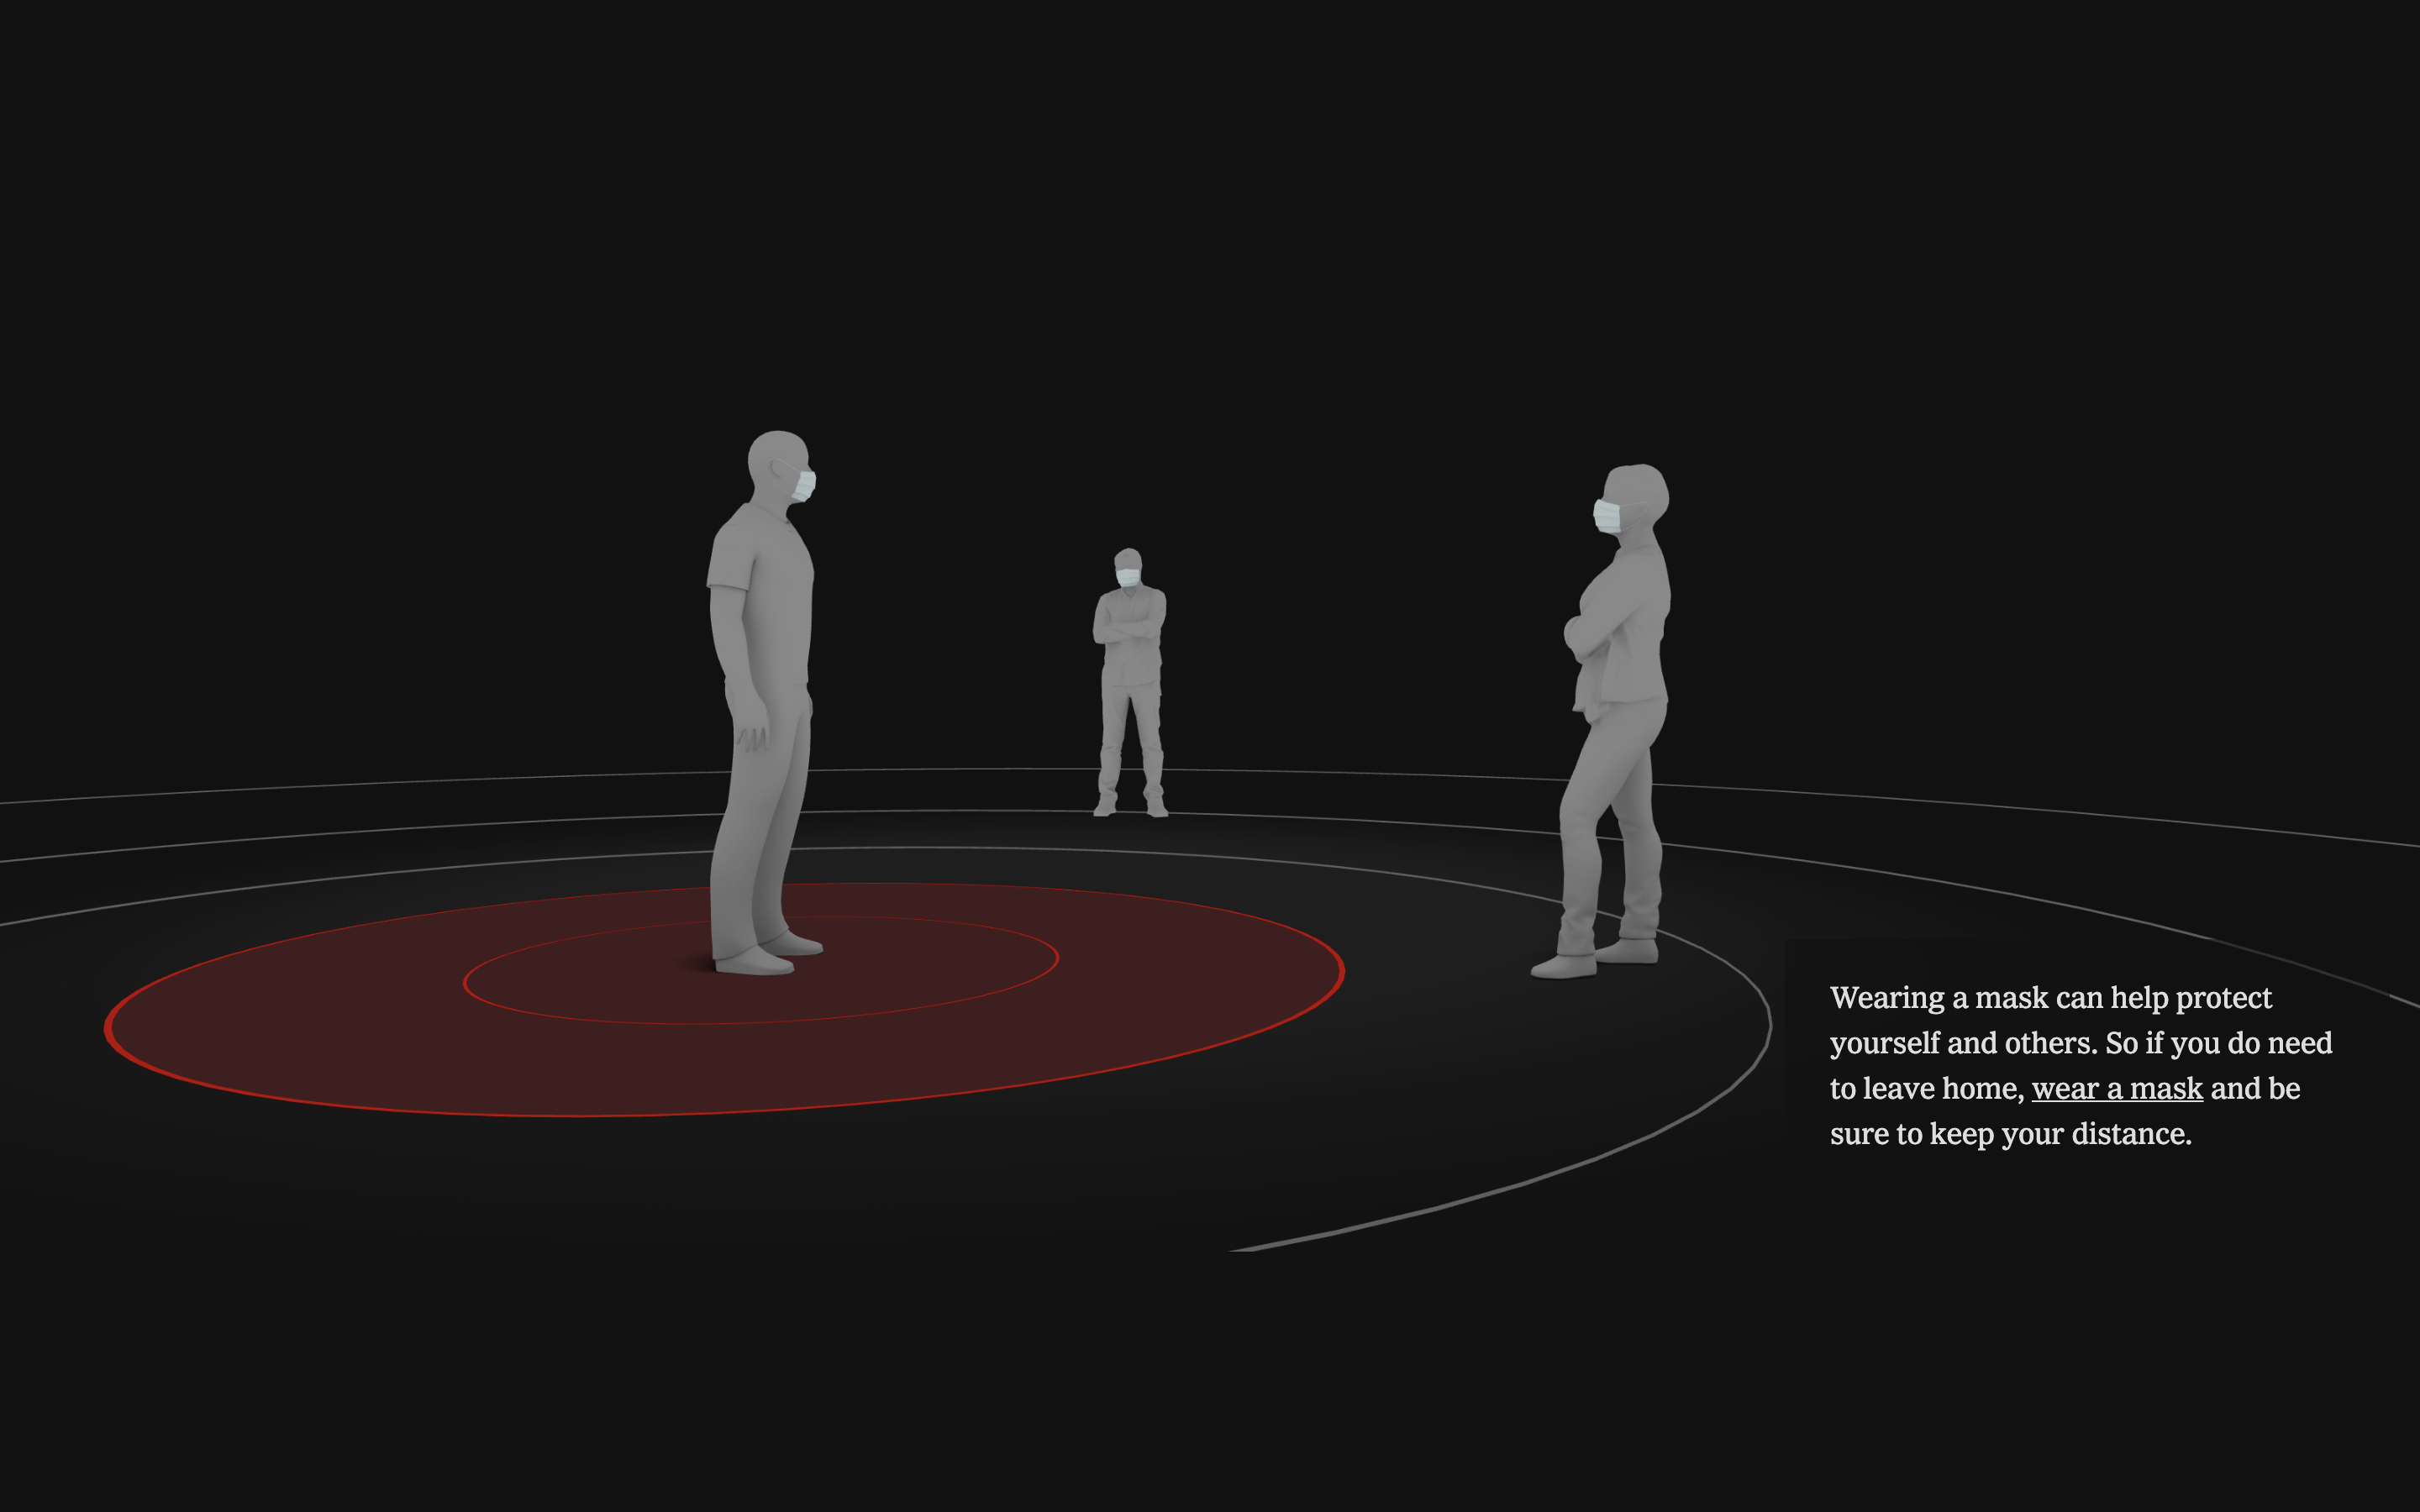 Wearing a mask can help protect
yourself and others. So if you do need
to leave home, wear a mask and be
sure to keep your distance.